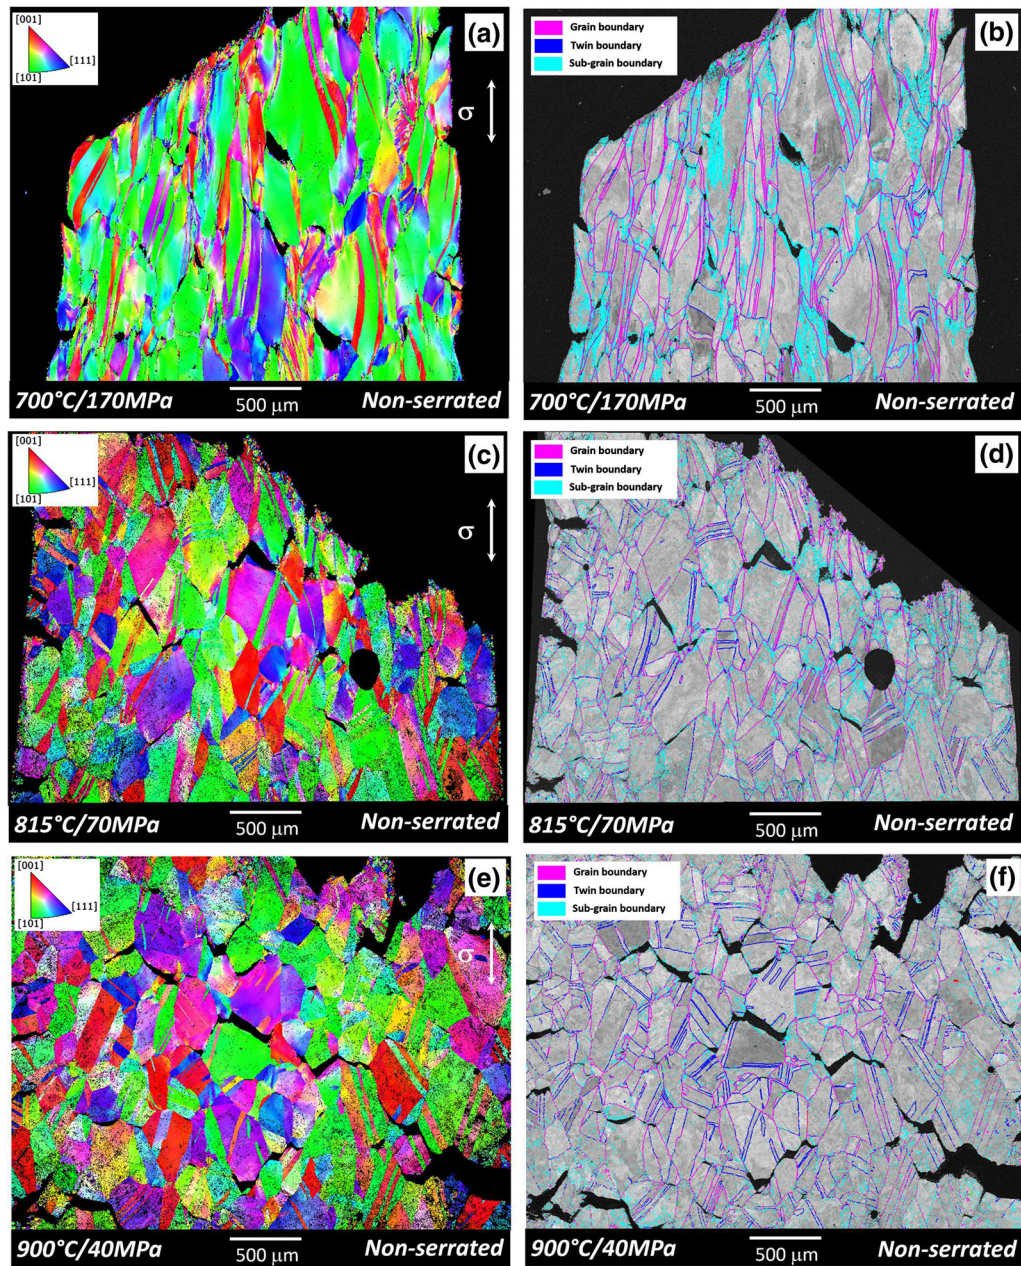 [001]
[101]
[111]
(a)
σ
700°C/170MPa
500 μm
Non-serrated
Grain boundary
Twin boundary
Sub-grain boundary
(b)
700°C/170MPa
500 μm
Non-serrated
[001]
[101]
[111]
(c)
σ
815°C/70MPa
500 μm
Non-serrated
Grain boundary
Twin boundary
Sub-grain boundary
(d)
815°C/70MPa
500 μm
Non-serrated
[001]
[101]
[111]
(e)
σ
900°C/40MPa
500 μm
Non-serrated
Grain boundary
Twin boundary
Sub-grain boundary
(f)
900°C/40MPa
500 μm
Non-serrated